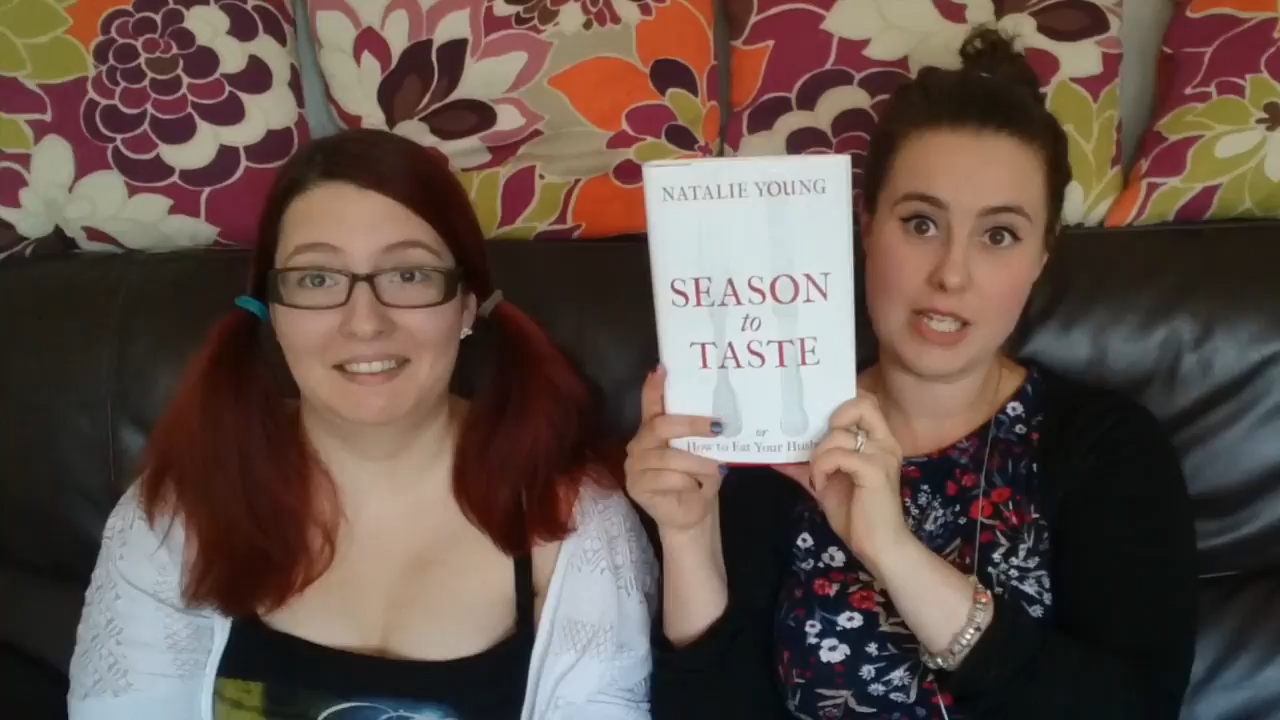 NATALIE YOUNG
SEASON
to
TASTE
or
How to Eat Your